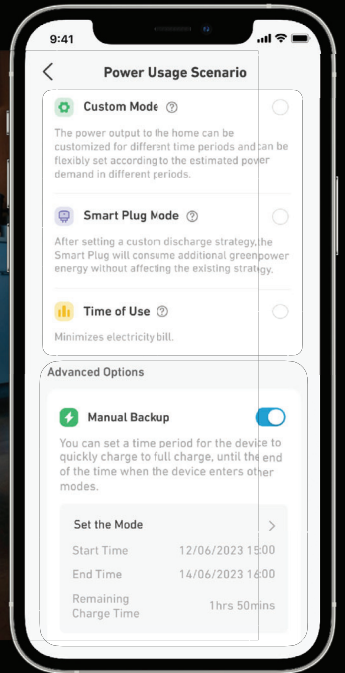 9:41
Power Usage Scenario
Custom Mode ?
The power output to the home can be
customized for different time periods and can be
flexibly set according to the estimated power
demand in different periods.
Smart Plug Mode ?
After setting a custom discharge strategy, the
Smart Plug will consume additional green power
energy without affecting the existing strategy.
Time of Use ?
Minimizes electricity bill.
Advanced Options
Manual Backup
You can set a time period for the device to
quickly charge to full charge, until the end
of the time when the device enters other
modes.
Set the Mode >
Start Time 12/06/2023 15:00
End Time 14/06/2023 16:00
Remaining
Charge Time 1hrs 50mins